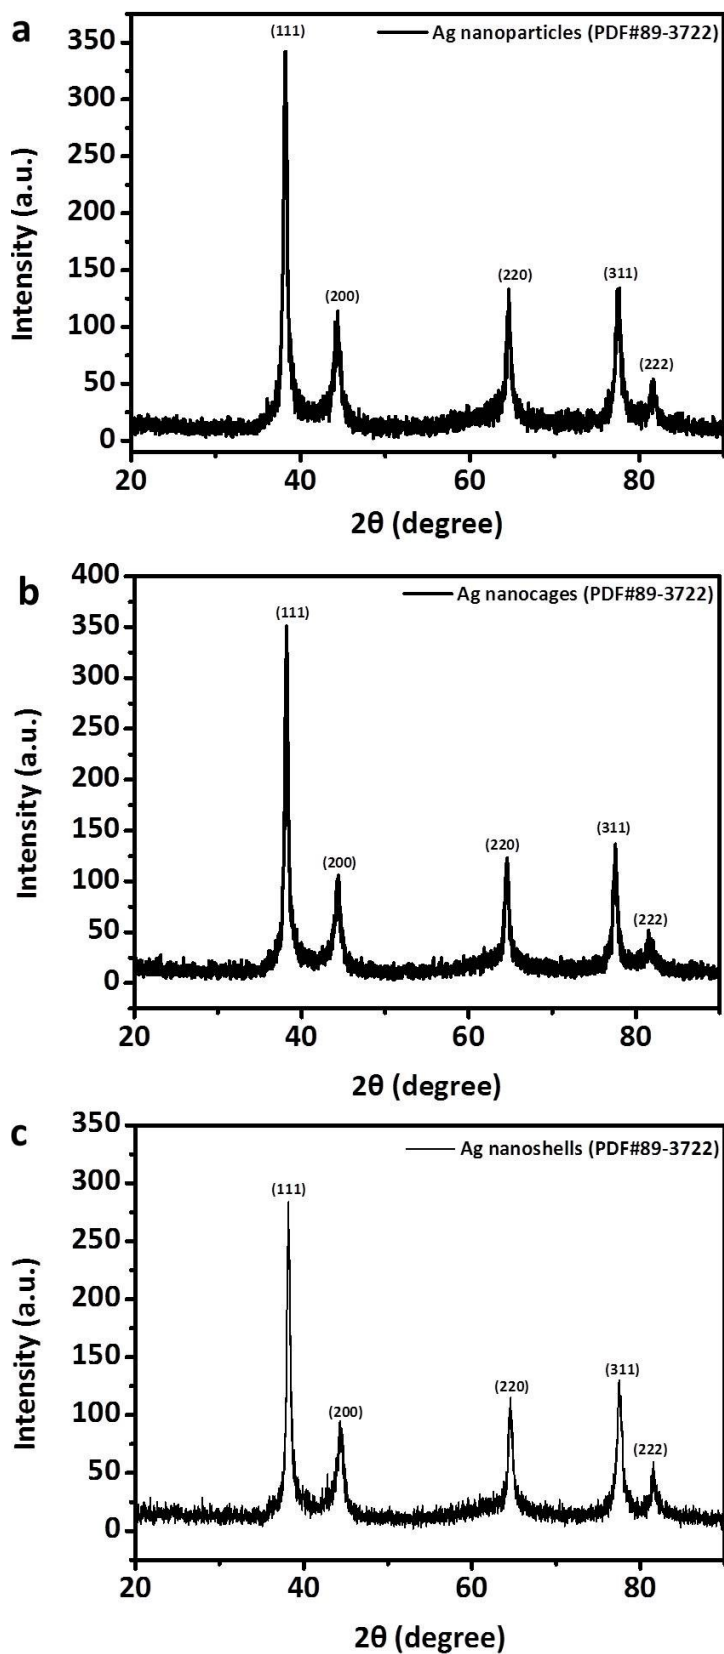 a
Ag nanoparticles (PDF#89-3722)
(111)
(200)
(220)
(311)
(222)
350
300
250
200
150
100
50
0
Intensity (a.u.)
20 40 60 80
2θ (degree)
b
Ag nanocages (PDF#89-3722)
(111)
(200)
(220)
(311)
(222)
400
350
300
250
200
150
100
50
0
Intensity (a.u.)
20 40 60 80
2θ (degree)
c
Ag nanoshells (PDF#89-3722)
(111)
(200)
(220)
(311)
(222)
350
300
250
200
150
100
50
0
Intensity (a.u.)
20 40 60 80
2θ (degree)